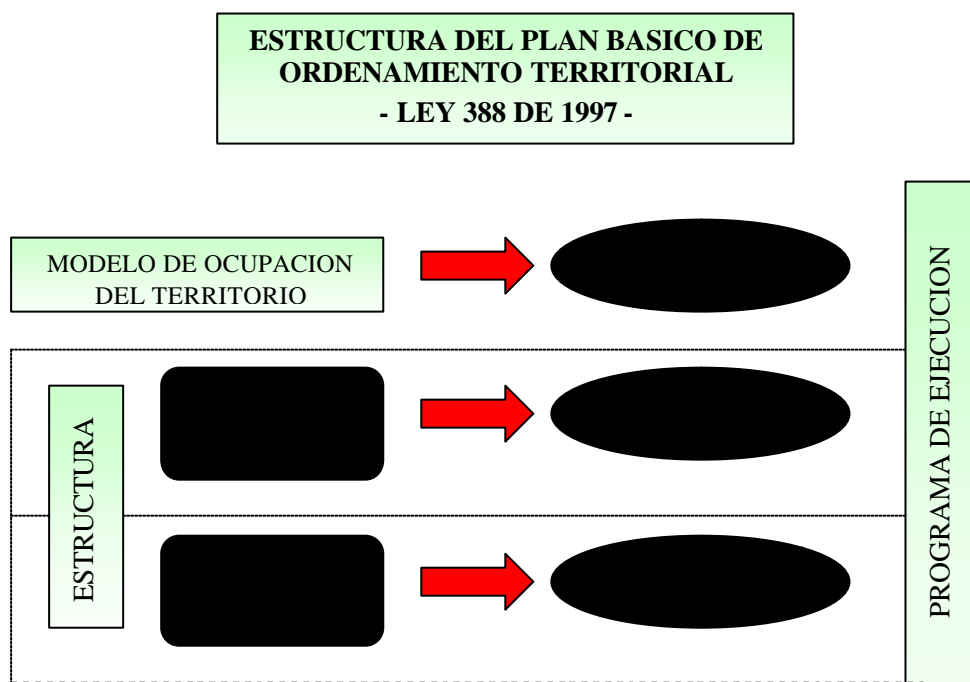 ESTRUCTURA DEL PLAN BASICO DE
ORDENAMIENTO TERRITORIAL
- LEY 388 DE 1997 -
MODELO DE OCUPACION
DEL TERRITORIO
ESTRUCTURA
PROGRAMA DE EJECUCION